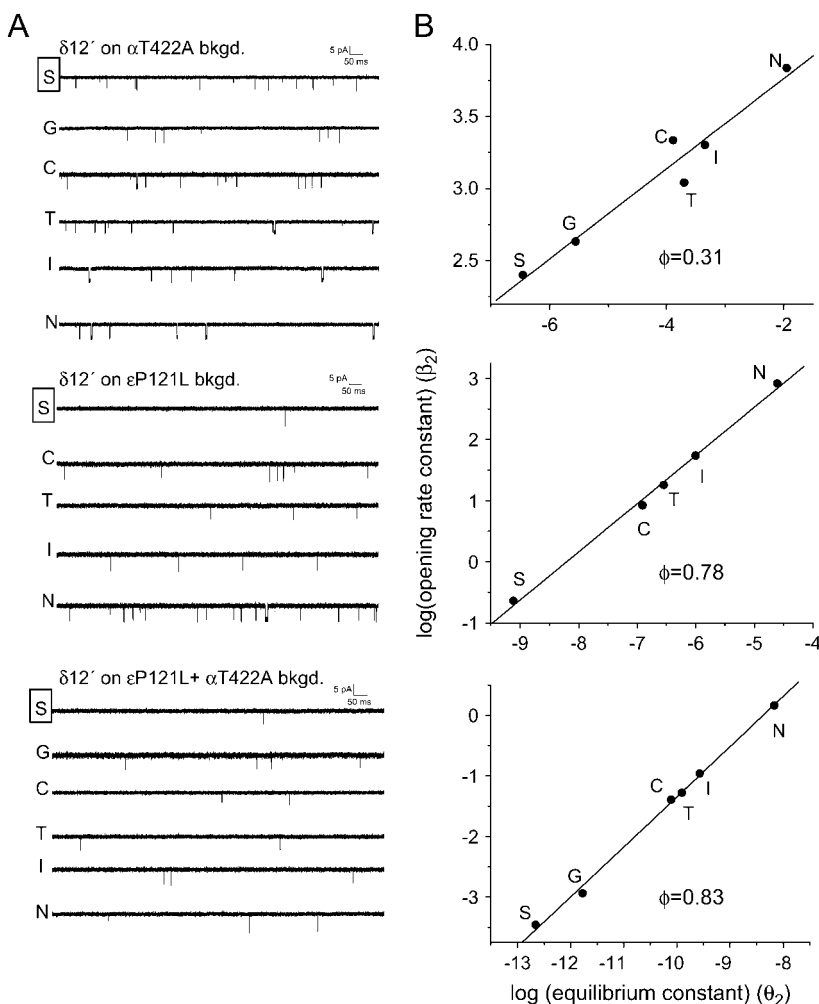 A
δ12´ on αT422A bkgd.
5 pA
50 ms
S
G
C
T
I
N
δ12´ on εP121L bkgd.
5 pA
50 ms
S
C
T
I
N
δ12´ on εP121L+ αT422A bkgd.
5 pA
50 ms
S
G
C
T
I
N
B
4.0
3.5
3.0
2.5
-6 -4 -2
S
G
C
T
I
N
ϕ=0.31
log(opening rate constant) (β₂)
3
2
1
0
-1
-9 -8 -7 -6 -5 -4
S
C
T
I
N
ϕ=0.78
0
-1
-2
-3
-13 -12 -11 -10 -9 -8
S
G
C
T
I
N
ϕ=0.83
log (equilibrium constant) (θ₂)